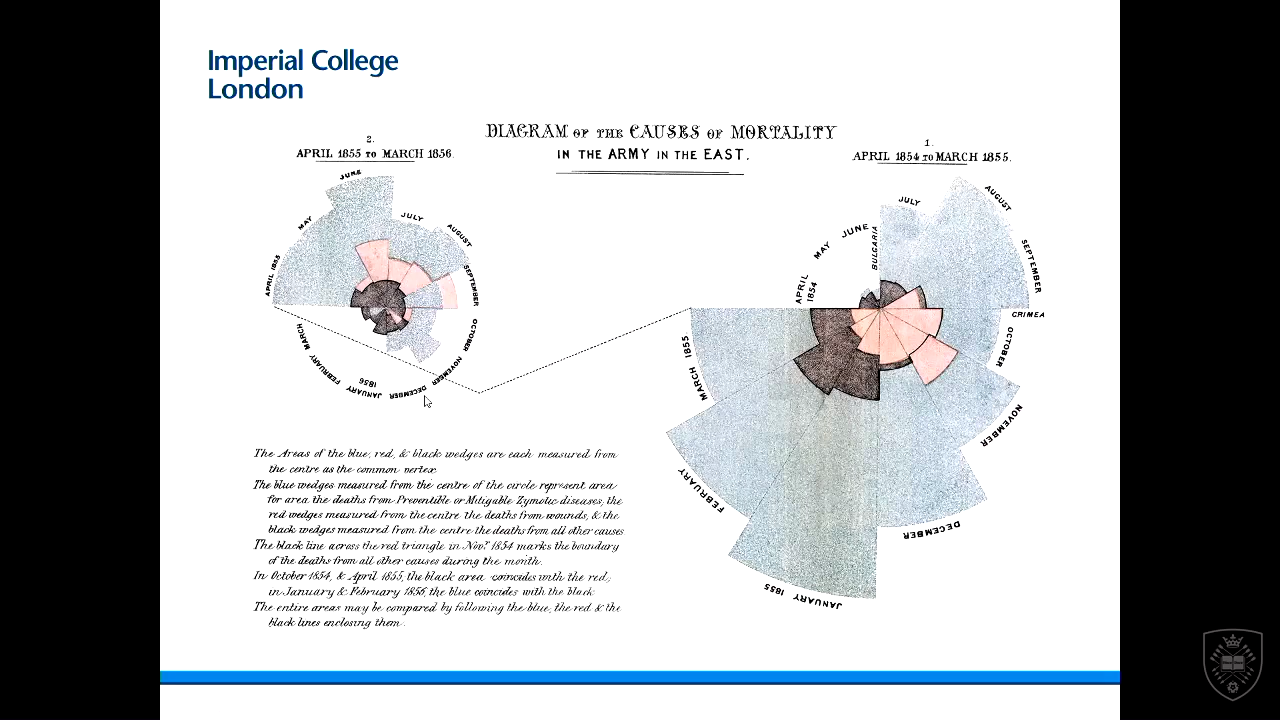 Imperial College
London
DIAGRAM OF THE CAUSES OF MORTALITY
IN THE ARMY IN THE EAST.
2.
APRIL 1855 TO MARCH 1856.
1.
APRIL 1854 TO MARCH 1855.
APRIL 1855
MAY
JUNE
JULY
AUGUST
SEPTEMBER
OCTOBER
NOVEMBER
DECEMBER
JANUARY
1856
FEBRUARY
MARCH
APRIL
1854
MAY
JUNE
BULGARIA
JULY
AUGUST
SEPTEMBER
CRIMEA
OCTOBER
NOVEMBER
DECEMBER
JANUARY 1855
FEBRUARY
MARCH 1855
The Areas of the blue, red, & black wedges are each measured from
the centre as the common vertex.
The blue wedges measured from the centre of the circle represent area
for area the deaths from Preventible or Mitigable Zymotic diseases, the
red wedges measured from the centre the deaths from wounds, & the
black wedges measured from the centre the deaths from all other causes
The black line across the red triangle in Nov.r 1854 marks the boundary
of the deaths from all other causes during the month.
In October 1854, & April 1855, the black area coincides with the red;
in January & February 1856, the blue coincides with the black.
The entire areas may be compared by following the blue, the red & the
black lines enclosing them.